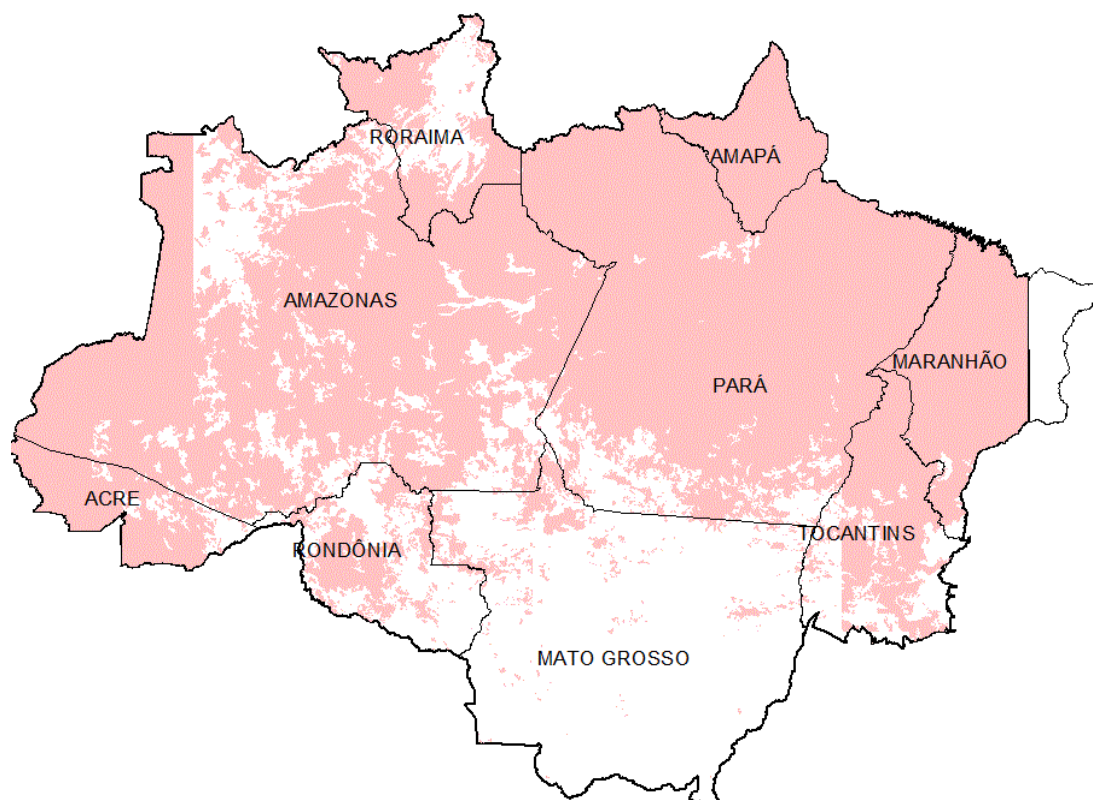 RORAIMA
AMAPÁ
AMAZONAS
MARANHÃO
PARÁ
ACRE
TOCANTINS
RONDÔNIA
MATO GROSSO